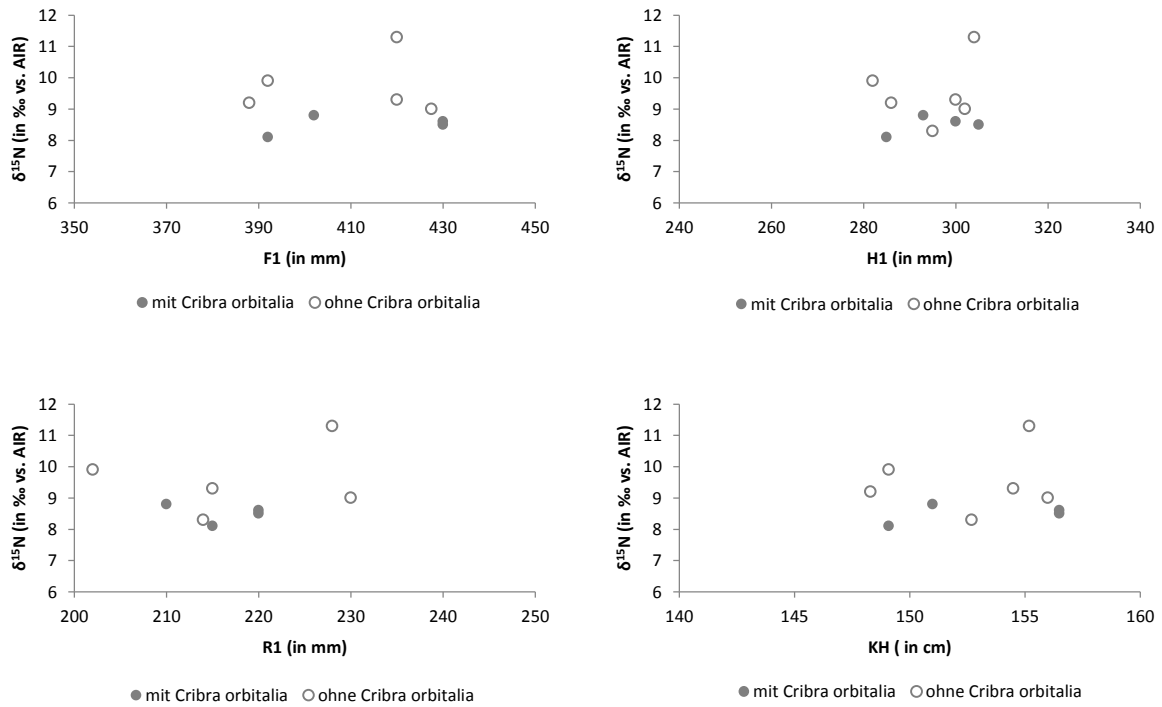 12
11
10
9
8
7
6
δ¹⁵N (in ‰ vs. AIR)
350 370 390 410 430 450
F1 (in mm)
mit Cribra orbitalia ohne Cribra orbitalia
12
11
10
9
8
7
6
δ¹⁵N (in ‰ vs. AIR)
240 260 280 300 320 340
H1 (in mm)
mit Cribra orbitalia ohne Cribra orbitalia
12
11
10
9
8
7
6
δ¹⁵N (in ‰ vs. AIR)
200 210 220 230 240 250
R1 (in mm)
mit Cribra orbitalia ohne Cribra orbitalia
12
11
10
9
8
7
6
δ¹⁵N (in ‰ vs. AIR)
140 145 150 155 160
KH ( in cm)
mit Cribra orbitalia ohne Cribra orbitalia